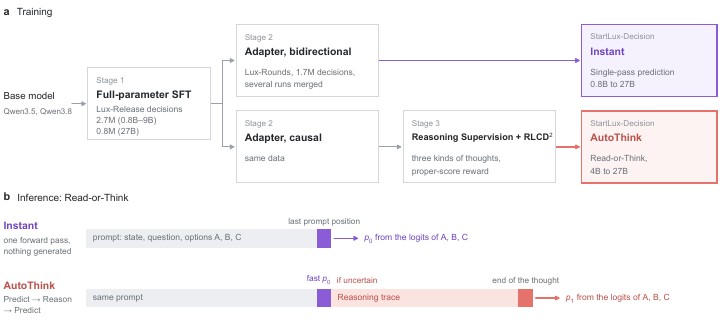 a Training
Base model
Qwen3.5, Qwen3.8
Stage 1
Full-parameter SFT
Lux-Release decisions
2.7M (0.8B–9B)
0.8M (27B)
Stage 2
Adapter, bidirectional
Lux-Rounds, 1.7M decisions,
several runs merged
StartLux-Decision
Instant
Single-pass prediction
0.8B to 27B
Stage 2
Adapter, causal
same data
Stage 3
Reasoning Supervision + RLCD²
three kinds of thoughts,
proper-score reward
StartLux-Decision
AutoThink
Read-or-Think,
4B to 27B
b Inference: Read-or-Think
Instant
one forward pass,
nothing generated
last prompt position
prompt: state, question, options A, B, C
p₀ from the logits of A, B, C
AutoThink
Predict → Reason
→ Predict
fast p₀ if uncertain
end of the thought
same prompt
Reasoning trace
p₁ from the logits of A, B, C